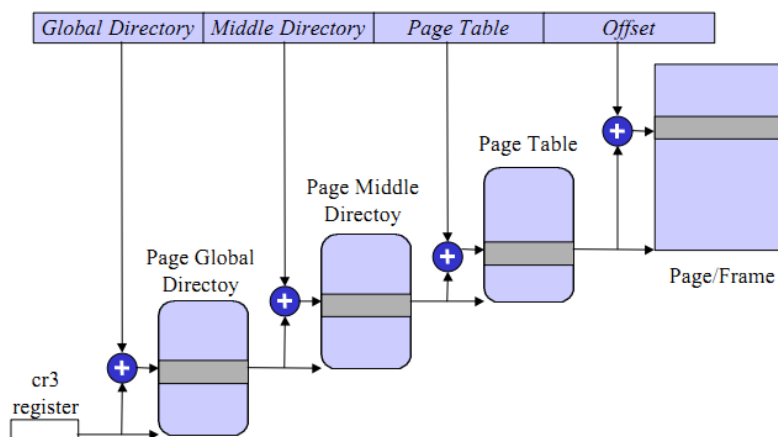 Global Directory Middle Directory Page Table Offset
Page Table
Page Middle
Directoy
Page Global
Directoy
Page/Frame
cr3
register